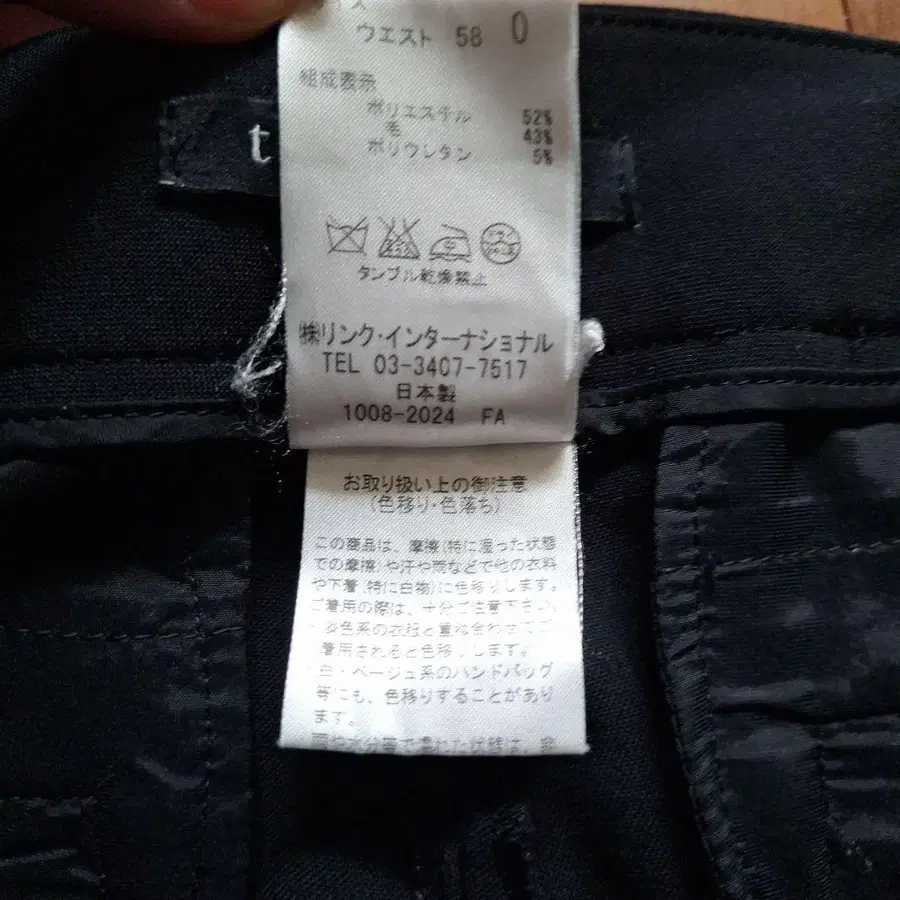 ウエスト 58 0
組成表示
ポリエステル 52%
毛 43%
ポリウレタン 5%
t
タンブル乾燥禁止
㈱リンク・インターナショナル
TEL 03-3407-7517
日本製
1008-2024 FA
お取り扱い上の御注意
(色移り・色落ち)
この商品は、摩擦(特に湿った状態
での摩擦)や汗や雨などで他の衣料
や下着(特に白物)に色移りします。
ご着用の際は、十分ご注意下さい。
色系の衣服と重ね合わせてご
着用されると色移りします。
白・ベージュ系のハンドバッグ
等にも、色移りすることがあり
ます。